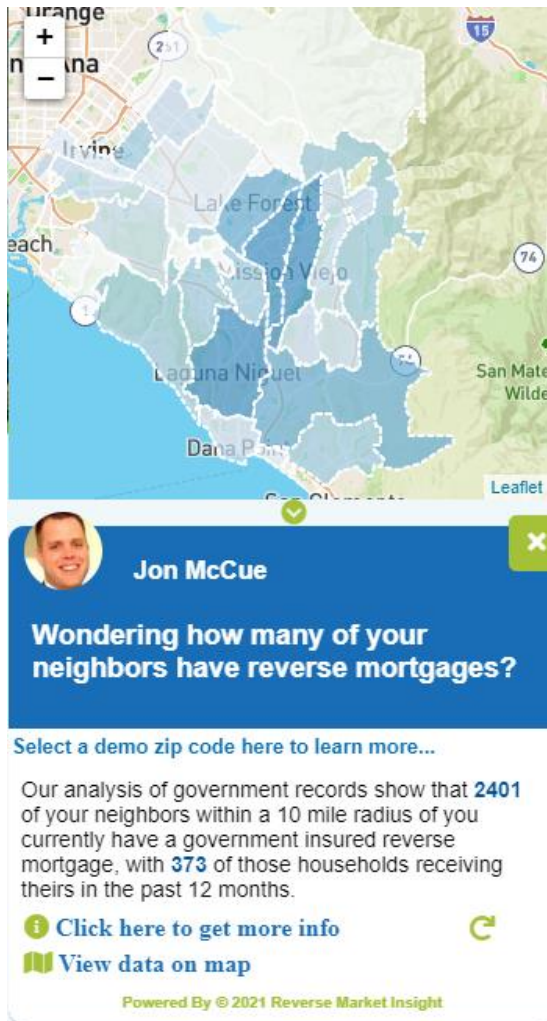 Orange
+
−
Ana
261
15
Irvine
Lake Forest
each
Mission Viejo
74
1
74
Laguna Niguel
San Mate
Wilde
Dana Point
San Clemente
Leaflet
×
Jon McCue
Wondering how many of your
neighbors have reverse mortgages?
Select a demo zip code here to learn more...
Our analysis of government records show that 2401
of your neighbors within a 10 mile radius of you
currently have a government insured reverse
mortgage, with 373 of those households receiving
theirs in the past 12 months.
Click here to get more info
View data on map
Powered By © 2021 Reverse Market Insight